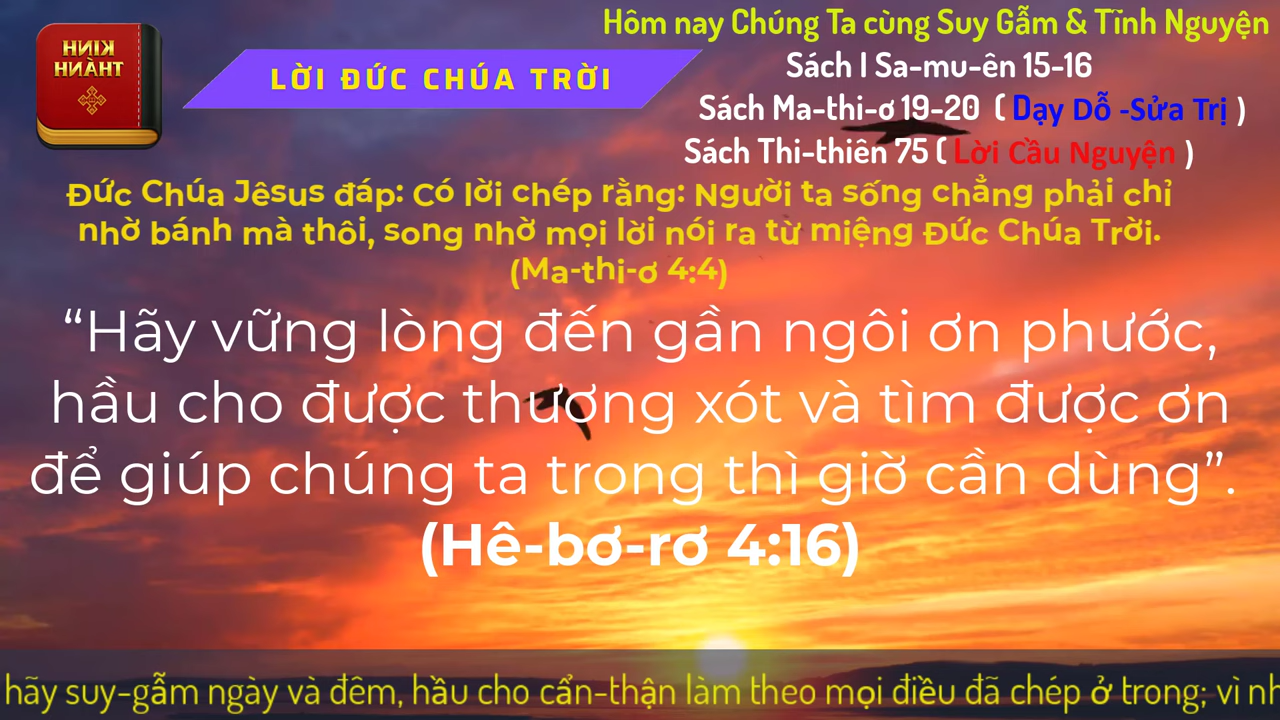 KINH
THÁNH
LỜI ĐỨC CHÚA TRỜI
Hôm nay Chúng Ta cùng Suy Gẫm & Tĩnh Nguyện
Sách I Sa-mu-ên 15-16
Sách Ma-thi-ơ 19-20 ( Dạy Dỗ -Sửa Trị )
Sách Thi-thiên 75 ( Lời Cầu Nguyện )
Đức Chúa Jêsus đáp: Có lời chép rằng: Người ta sống chẳng phải chỉ
nhờ bánh mà thôi, song nhờ mọi lời nói ra từ miệng Đức Chúa Trời.
(Ma-thi-ơ 4:4)
“Hãy vững lòng đến gần ngôi ơn phước,
hầu cho được thương xót và tìm được ơn
để giúp chúng ta trong thì giờ cần dùng”.
(Hê-bơ-rơ 4:16)
hãy suy-gẫm ngày và đêm, hầu cho cẩn-thận làm theo mọi điều đã chép ở trong; vì nh